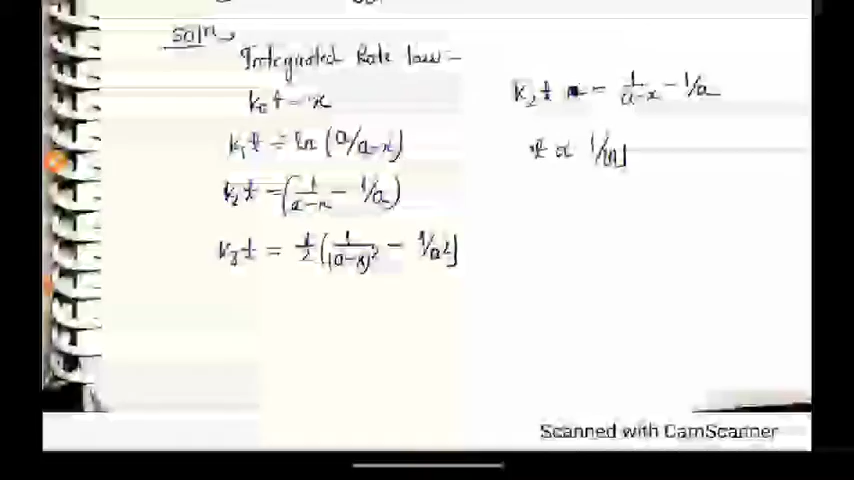 Soln→
Integrated Rate law -
k₀t = x
k₁t = ln (a/a-x)
k₂t = (1/a-x - 1/a)
k₃t = 1/2 (1/(a-x)² - 1/a²]
k₂t = 1/a-x - 1/a
t ∝
Scanned with CamScanner